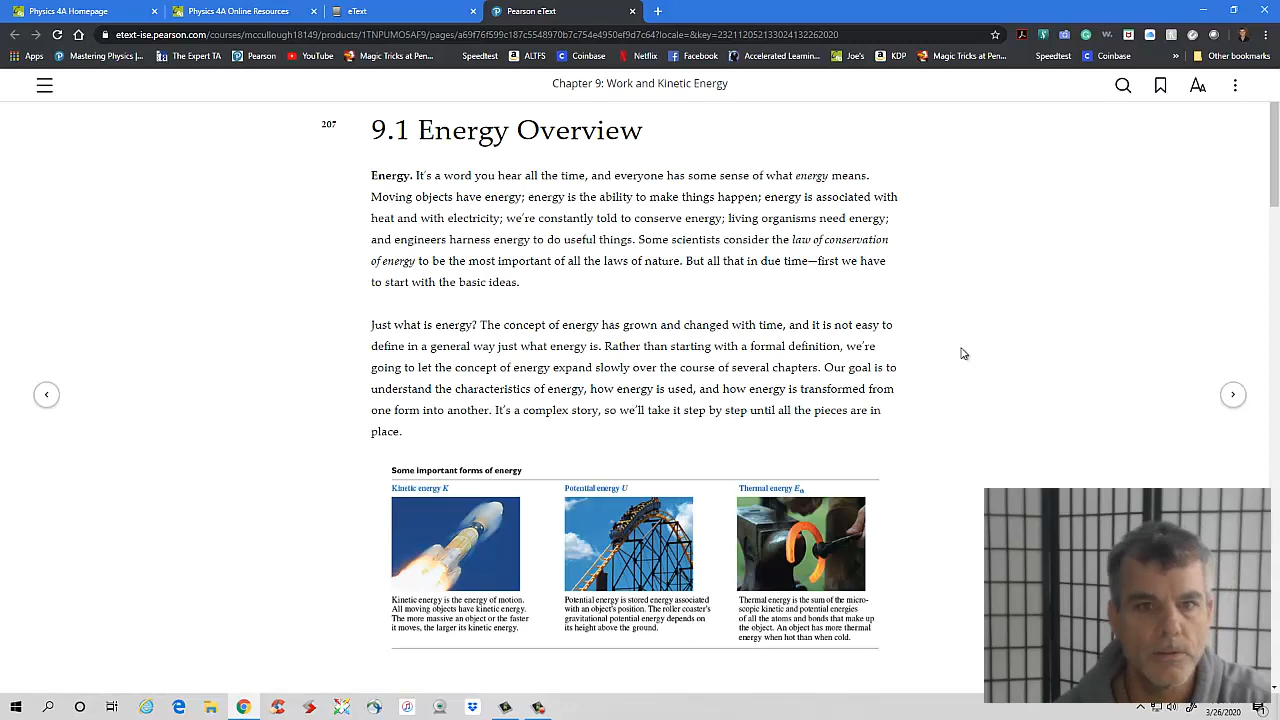 Physics 4A Homepage
Physics 4A Online Resources
eText
Pearson eText
etext-ise.pearson.com/courses/mccullough18149/products/1TNPUMO5AF9/pages/a69f76f599c187c5548970b7c754e4950ef9d7c64?locale=&key=232112052133024132262020
Apps
Mastering Physics |...
The Expert TA
Pearson
YouTube
Magic Tricks at Pen...
Speedtest
ALTFS
Coinbase
Netflix
Facebook
Accelerated Learnin...
Joe's
KDP
Magic Tricks at Pen...
Speedtest
Coinbase
Other bookmarks
Chapter 9: Work and Kinetic Energy
207
9.1 Energy Overview
Energy. It's a word you hear all the time, and everyone has some sense of what energy means.
Moving objects have energy; energy is the ability to make things happen; energy is associated with
heat and with electricity; we're constantly told to conserve energy; living organisms need energy;
and engineers harness energy to do useful things. Some scientists consider the law of conservation
of energy to be the most important of all the laws of nature. But all that in due time—first we have
to start with the basic ideas.
Just what is energy? The concept of energy has grown and changed with time, and it is not easy to
define in a general way just what energy is. Rather than starting with a formal definition, we're
going to let the concept of energy expand slowly over the course of several chapters. Our goal is to
understand the characteristics of energy, how energy is used, and how energy is transformed from
one form into another. It's a complex story, so we'll take it step by step until all the pieces are in
place.
Some important forms of energy
Kinetic energy K
Kinetic energy is the energy of motion.
All moving objects have kinetic energy.
The more massive an object or the faster
it moves, the larger its kinetic energy.
Potential energy U
Potential energy is stored energy associated
with an object's position. The roller coaster's
gravitational potential energy depends on
its height above the ground.
Thermal energy Eth
Thermal energy is the sum of the micro-
scopic kinetic and potential energies
of all the atoms and bonds that make up
the object. An object has more thermal
energy when hot than when cold.
3/26/2020